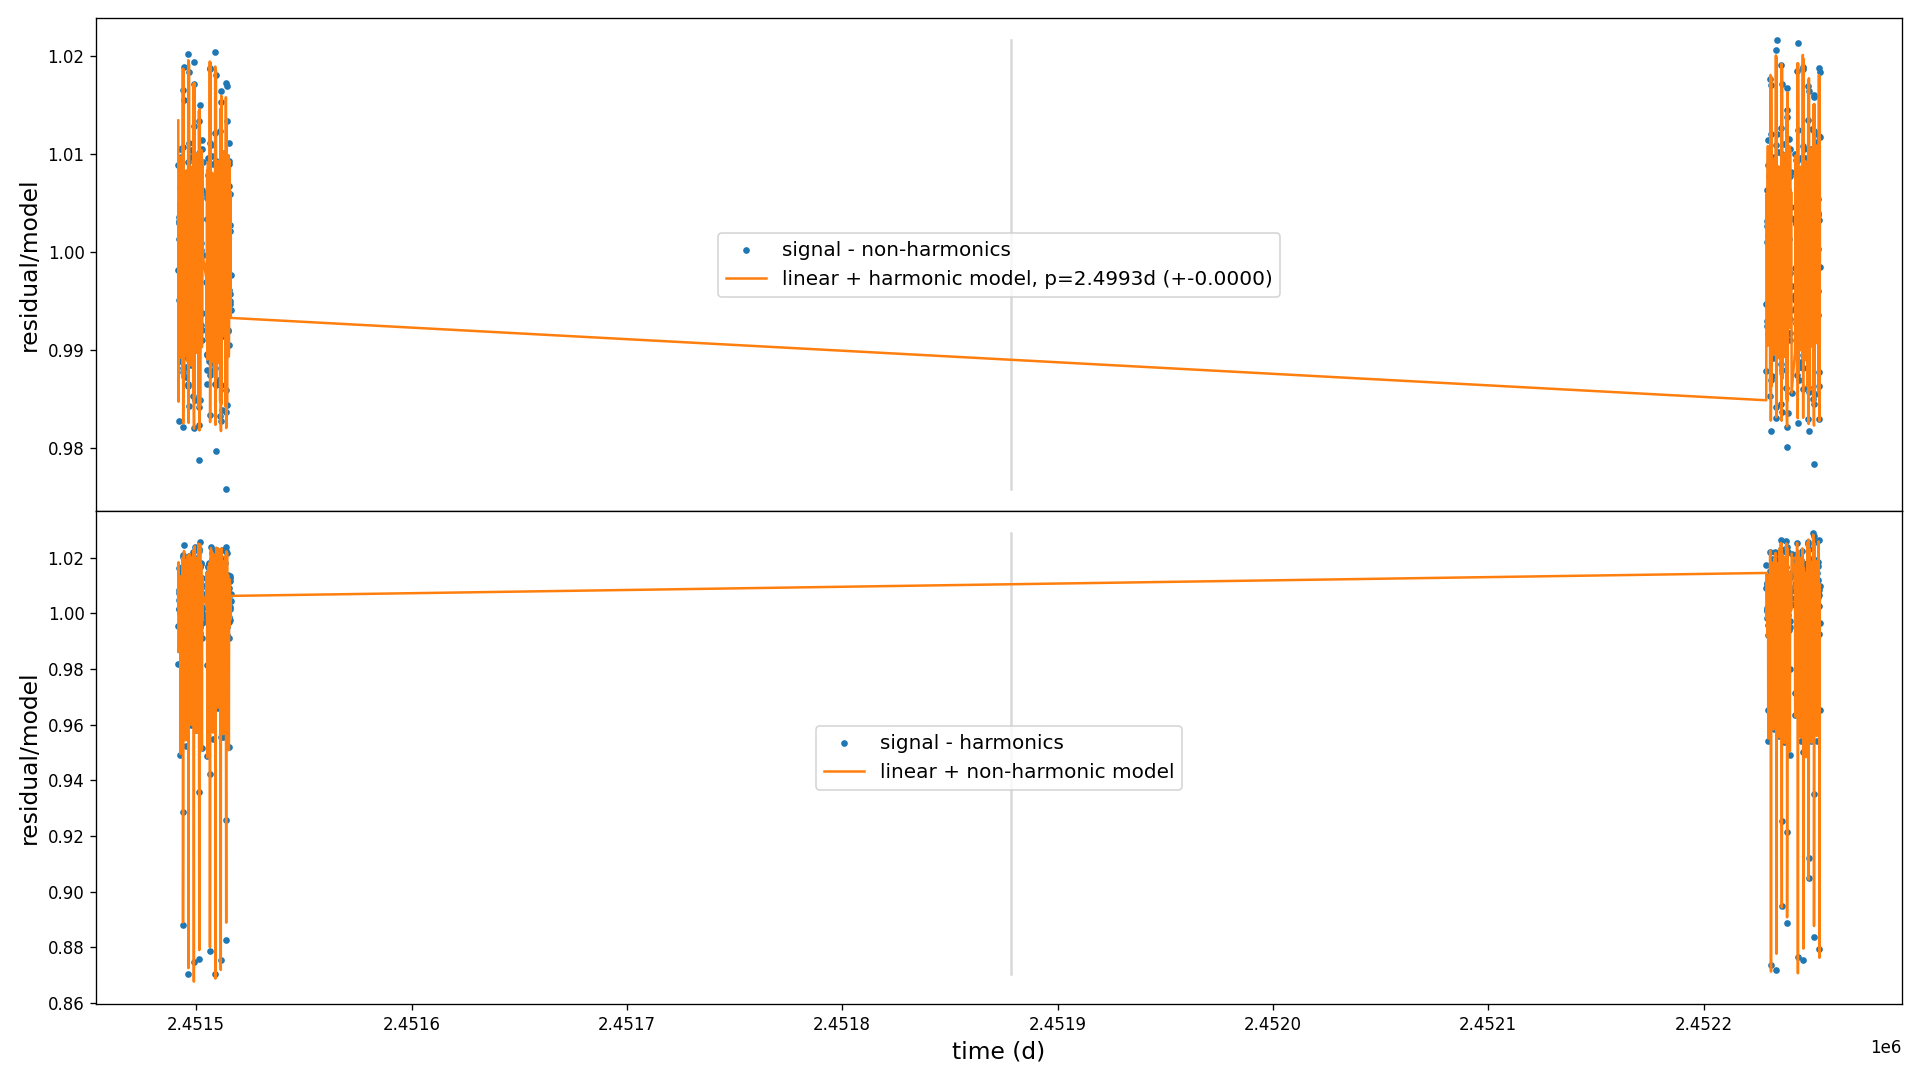 1.02
1.01
1.00
0.99
0.98
residual/model
signal - non-harmonics
linear + harmonic model, p=2.4993d (+-0.0000)
1.02
1.00
0.98
0.96
0.94
0.92
0.90
0.88
0.86
residual/model
signal - harmonics
linear + non-harmonic model
2.4515
2.4516
2.4517
2.4518
2.4519
2.4520
2.4521
2.4522
1e6
time (d)